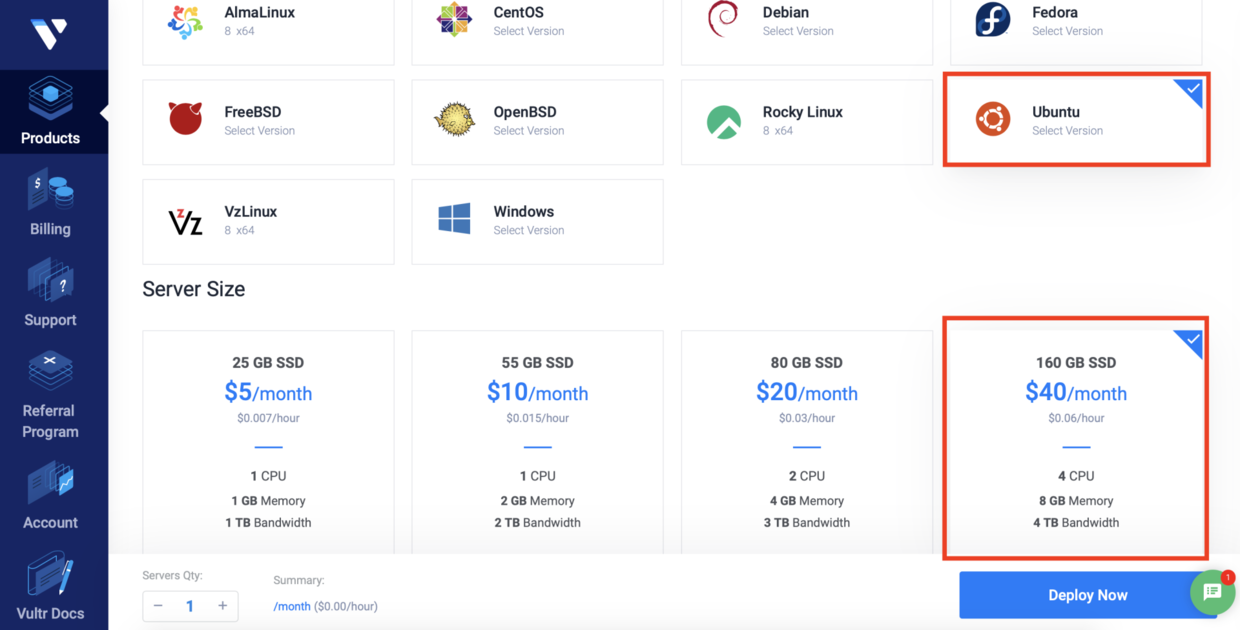 AlmaLinux
8 x64
CentOS
Select Version
Debian
Select Version
Fedora
Select Version
Products
FreeBSD
Select Version
OpenBSD
Select Version
Rocky Linux
8 x64
Ubuntu
Select Version
$
Billing
VzLinux
8 x64
Windows
Select Version
?
Support
Server Size
Referral
Program
Account
Vultr Docs
25 GB SSD
$5/month
$0.007/hour
1 CPU
1 GB Memory
1 TB Bandwidth
55 GB SSD
$10/month
$0.015/hour
1 CPU
2 GB Memory
2 TB Bandwidth
80 GB SSD
$20/month
$0.03/hour
2 CPU
4 GB Memory
3 TB Bandwidth
160 GB SSD
$40/month
$0.06/hour
4 CPU
8 GB Memory
4 TB Bandwidth
Servers Qty:
− 1 +
Summary:
/month ($0.00/hour)
Deploy Now
1